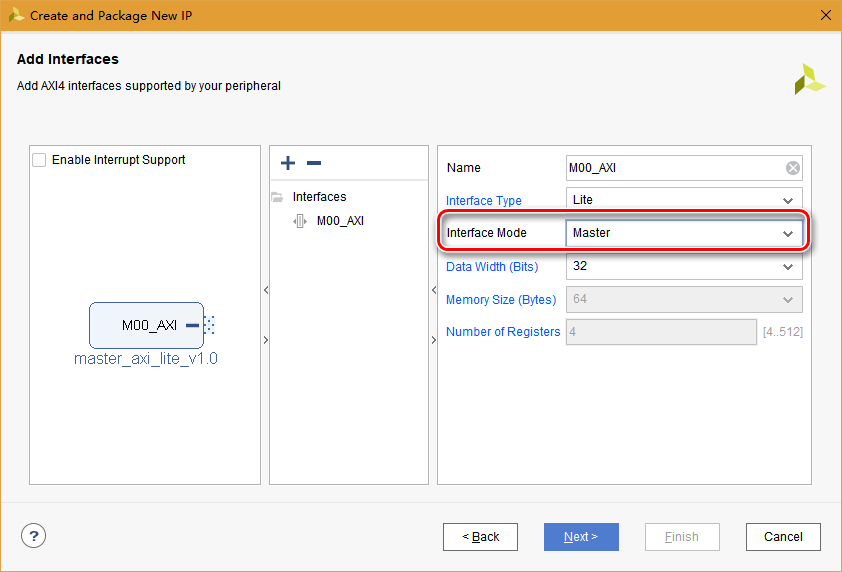 Create and Package New IP
Add Interfaces
Add AXI4 interfaces supported by your peripheral
Enable Interrupt Support
M00_AXI
master_axi_lite_v1.0
Interfaces
M00_AXI
Name M00_AXI
Interface Type Lite
Interface Mode Master
Data Width (Bits) 32
Memory Size (Bytes) 64
Number of Registers 4 [4..512]
? < Back Next > Finish Cancel